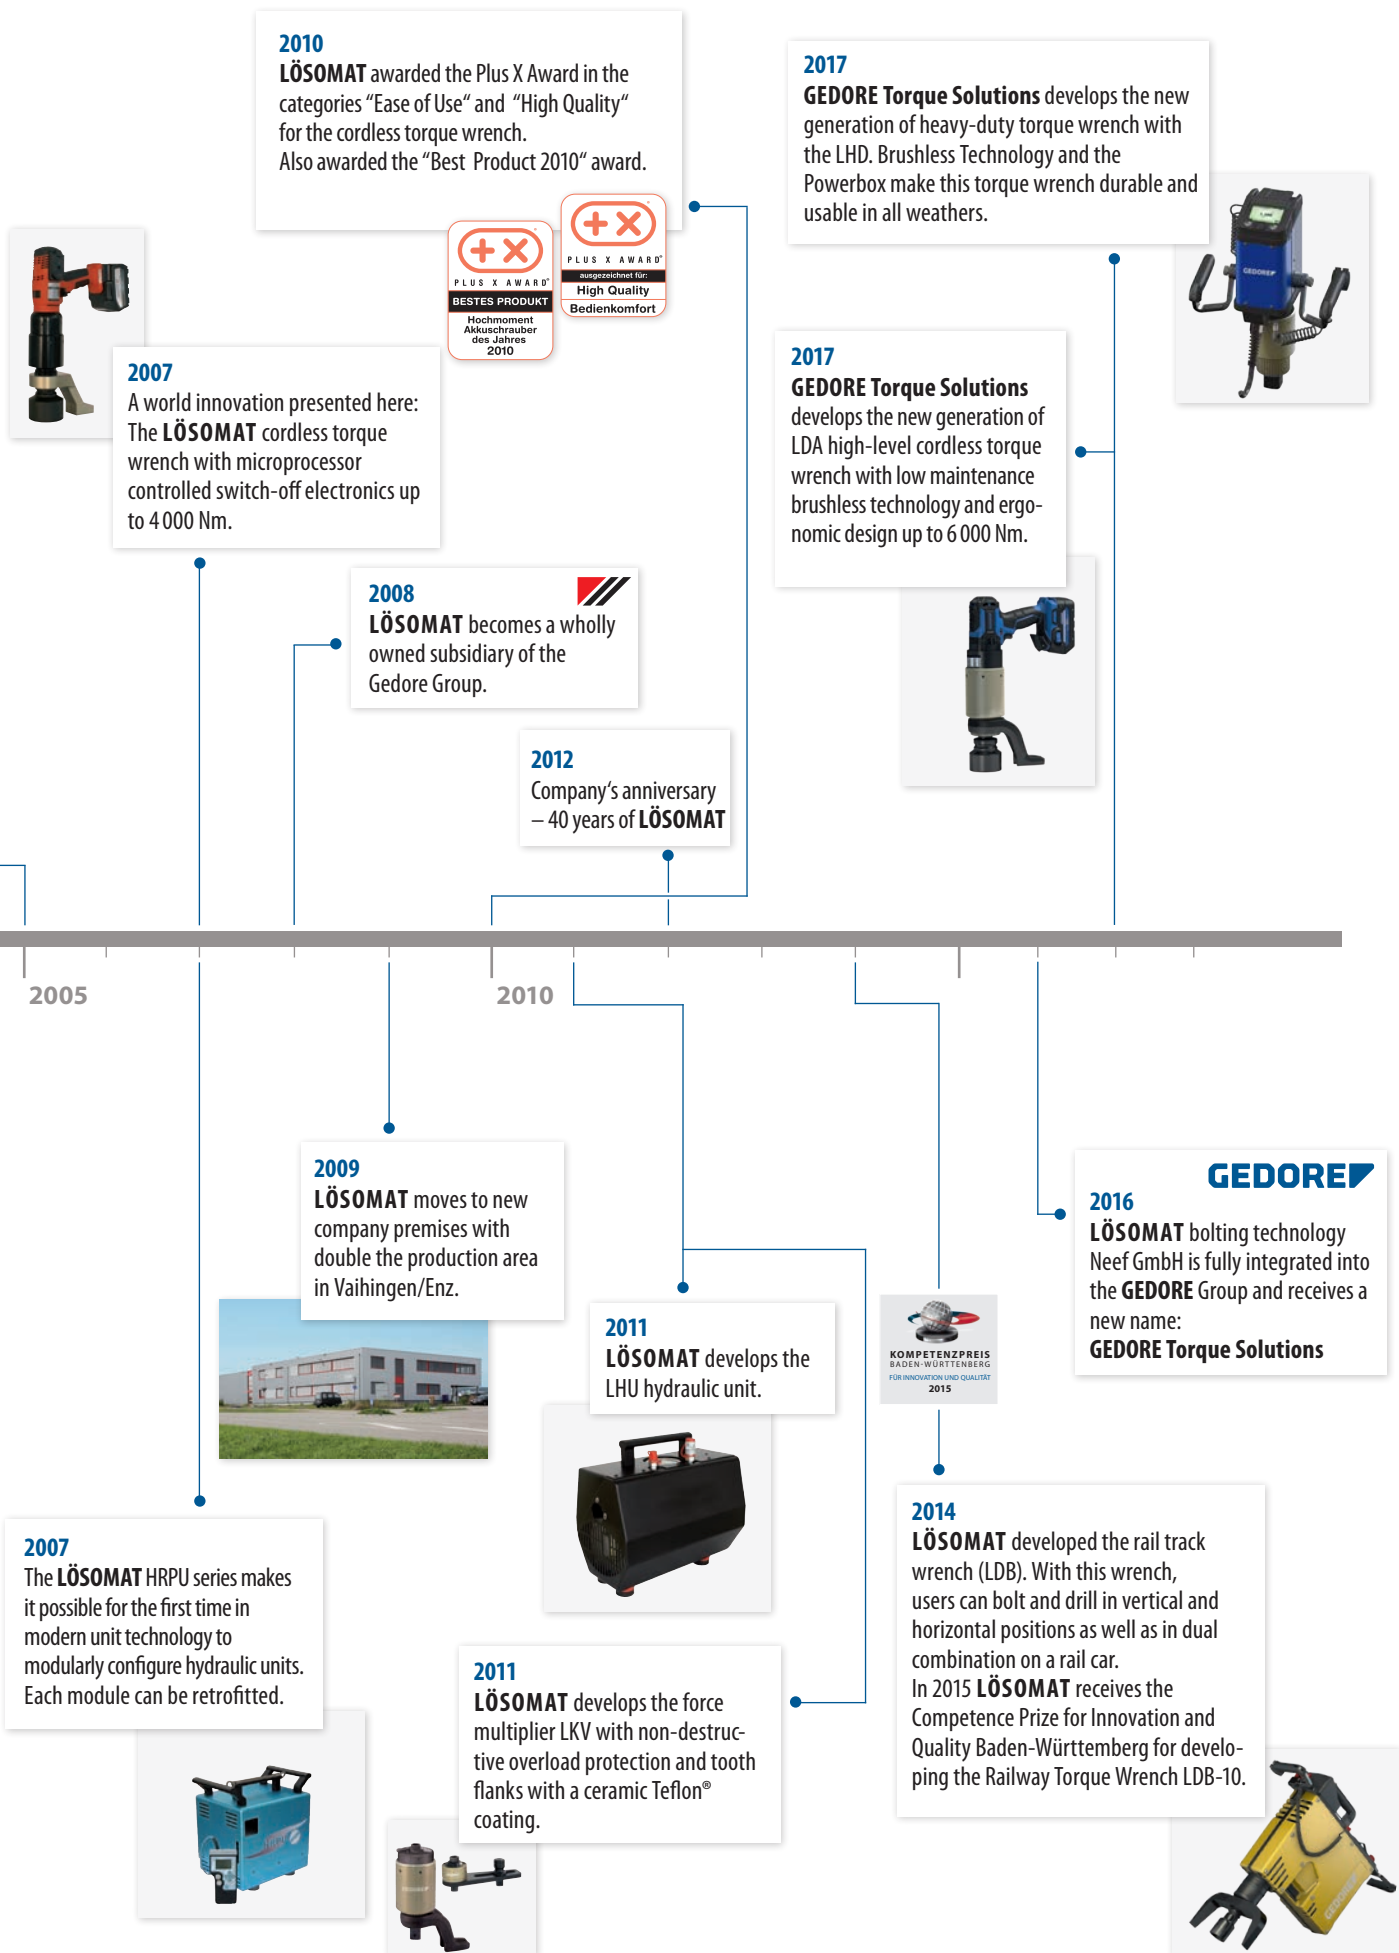 2010
LÖSOMAT awarded the Plus X Award in the
categories “Ease of Use“ and “High Quality“
for the cordless torque wrench.
Also awarded the “Best Product 2010“ award.
PLUS X AWARD®
BESTES PRODUKT
Hochmoment
Akkuschrauber
des Jahres
2010
PLUS X AWARD®
ausgezeichnet für:
High Quality
Bedienkomfort
2017
GEDORE Torque Solutions develops the new
generation of heavy-duty torque wrench with
the LHD. Brushless Technology and the
Powerbox make this torque wrench durable and
usable in all weathers.
GEDORE
2007
A world innovation presented here:
The LÖSOMAT cordless torque
wrench with microprocessor
controlled switch-off electronics up
to 4 000 Nm.
2017
GEDORE Torque Solutions
develops the new generation of
LDA high-level cordless torque
wrench with low maintenance
brushless technology and ergo-
nomic design up to 6 000 Nm.
2008
LÖSOMAT becomes a wholly
owned subsidiary of the
Gedore Group.
2012
Company‘s anniversary
– 40 years of LÖSOMAT
2005
2010
2009
LÖSOMAT moves to new
company premises with
double the production area
in Vaihingen/Enz.
2011
LÖSOMAT develops the
LHU hydraulic unit.
KOMPETENZPREIS
BADEN-WÜRTTEMBERG
FÜR INNOVATION UND QUALITÄT
2015
GEDORE
2016
LÖSOMAT bolting technology
Neef GmbH is fully integrated into
the GEDORE Group and receives a
new name:
GEDORE Torque Solutions
2007
The LÖSOMAT HRPU series makes
it possible for the first time in
modern unit technology to
modularly configure hydraulic units.
Each module can be retrofitted.
2011
LÖSOMAT develops the force
multiplier LKV with non-destruc-
tive overload protection and tooth
flanks with a ceramic Teflon®
coating.
GEDORE
2014
LÖSOMAT developed the rail track
wrench (LDB). With this wrench,
users can bolt and drill in vertical and
horizontal positions as well as in dual
combination on a rail car.
In 2015 LÖSOMAT receives the
Competence Prize for Innovation and
Quality Baden-Württemberg for develo-
ping the Railway Torque Wrench LDB-10.
GEDORE